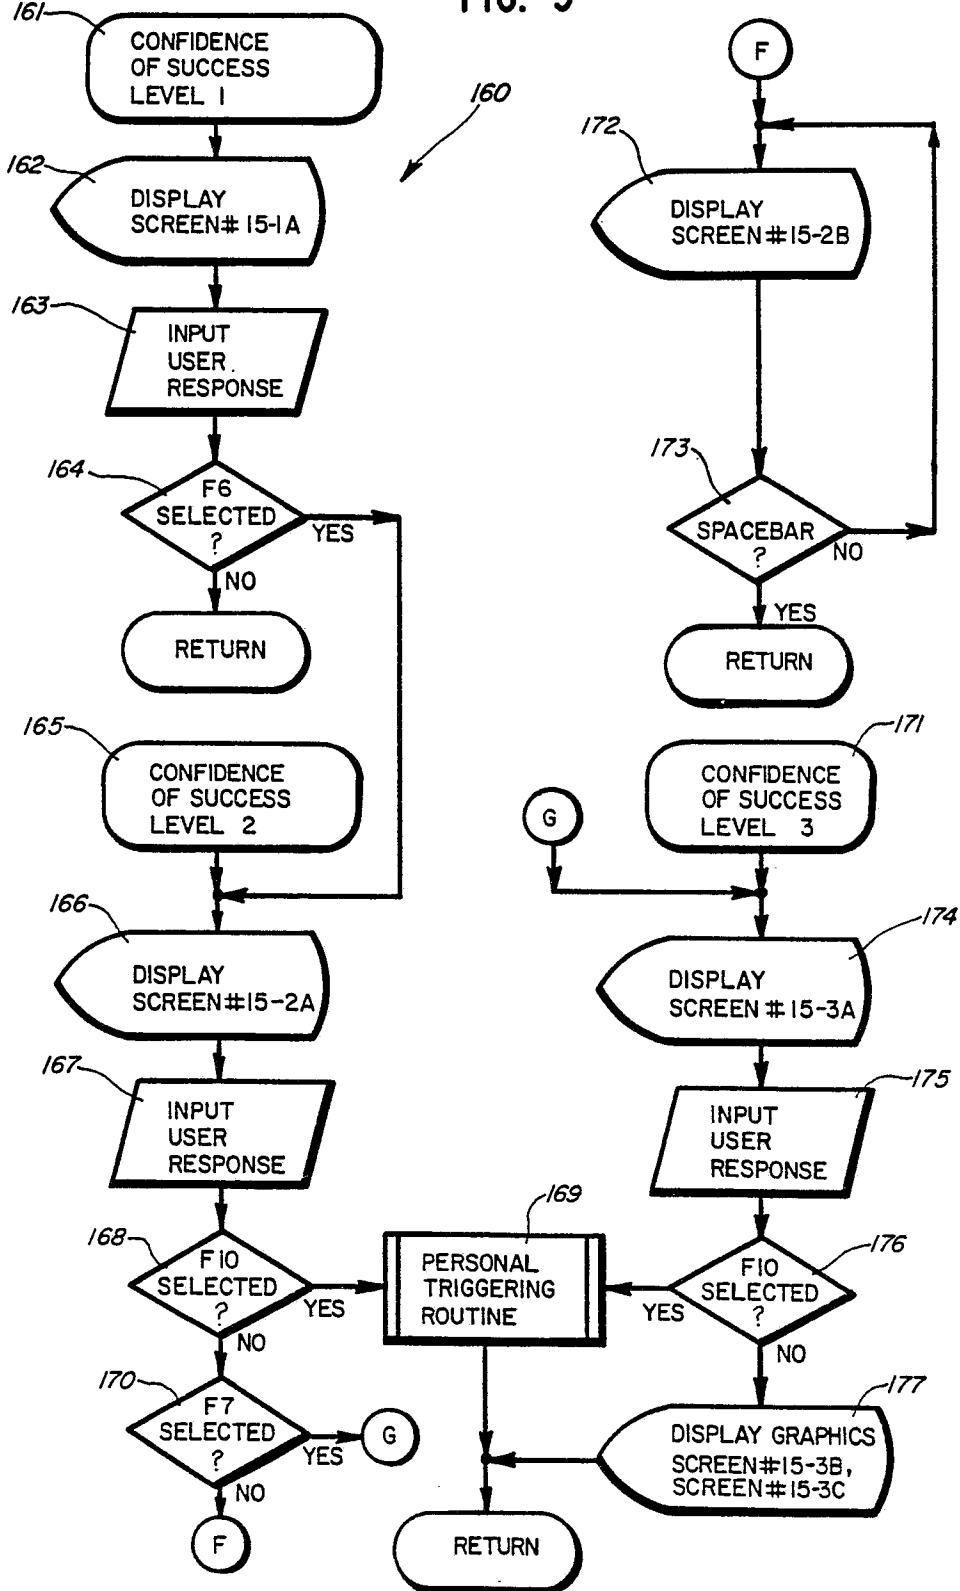 FIG. 9
161
CONFIDENCE
OF SUCCESS
LEVEL 1
160
162
DISPLAY
SCREEN# 15-1A
163
INPUT
USER
RESPONSE
164
F6
SELECTED
?
YES
NO
RETURN
165
CONFIDENCE
OF SUCCESS
LEVEL 2
166
DISPLAY
SCREEN#15-2A
167
INPUT
USER
RESPONSE
168
F10
SELECTED
?
YES
NO
170
F7
SELECTED
?
YES
G
NO
F
169
PERSONAL
TRIGGERING
ROUTINE
RETURN
F
172
DISPLAY
SCREEN#15-2B
173
SPACEBAR
?
NO
YES
RETURN
171
CONFIDENCE
OF SUCCESS
LEVEL 3
G
174
DISPLAY
SCREEN #15-3A
175
INPUT
USER
RESPONSE
176
F10
SELECTED
?
YES
NO
177
DISPLAY GRAPHICS
SCREEN#15-3B,
SCREEN#15-3C